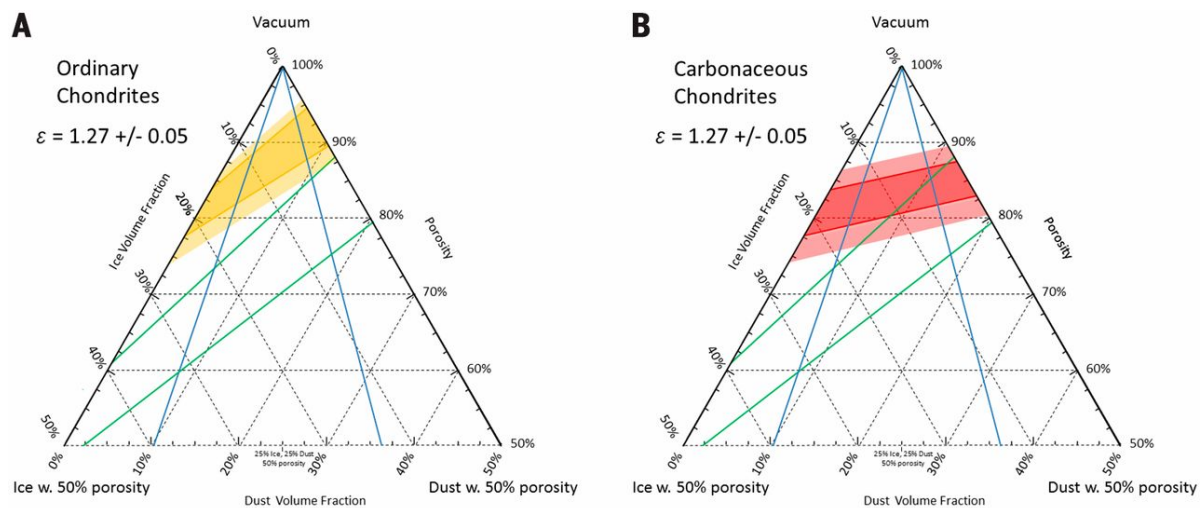 A
Vacuum
0%
100%
Ordinary
Chondrites
ε = 1.27 +/- 0.05
10%
90%
Ice Volume Fraction
20%
80%
Porosity
30%
70%
40%
60%
50%
50%
0%
10%
20%
25% Ice, 25% Dust
50% porosity
30%
40%
50%
Ice w. 50% porosity
Dust w. 50% porosity
Dust Volume Fraction
B
Vacuum
0%
100%
Carbonaceous
Chondrites
ε = 1.27 +/- 0.05
10%
90%
Ice Volume Fraction
20%
80%
Porosity
30%
70%
40%
60%
50%
50%
0%
10%
20%
25% Ice, 25% Dust
50% porosity
30%
40%
50%
Ice w. 50% porosity
Dust w. 50% porosity
Dust Volume Fraction